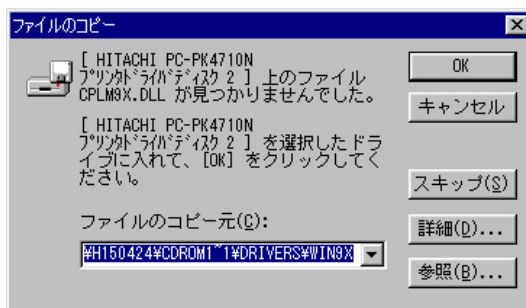 ファイルのコピー
[ HITACHI PC-PK4710N
ﾌﾟﾘﾝﾀﾄﾞﾗｲﾊﾞﾃﾞｨｽｸ 2 ] 上のファイル
CPLM9X.DLL が見つかりませんでした。
[ HITACHI PC-PK4710N
ﾌﾟﾘﾝﾀﾄﾞﾗｲﾊﾞﾃﾞｨｽｸ 2 ] を選択したドラ
イブに入れて、[OK] をクリックしてく
ださい。
ファイルのコピー元(C):
¥H150424¥CDROM1~1¥DRIVERS¥WIN9X
OK
キャンセル
スキップ(S)
詳細(D)...
参照(B)...